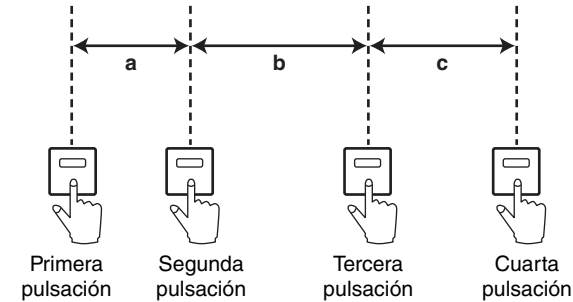 a
b
c
Primera
pulsación
Segunda
pulsación
Tercera
pulsación
Cuarta
pulsación